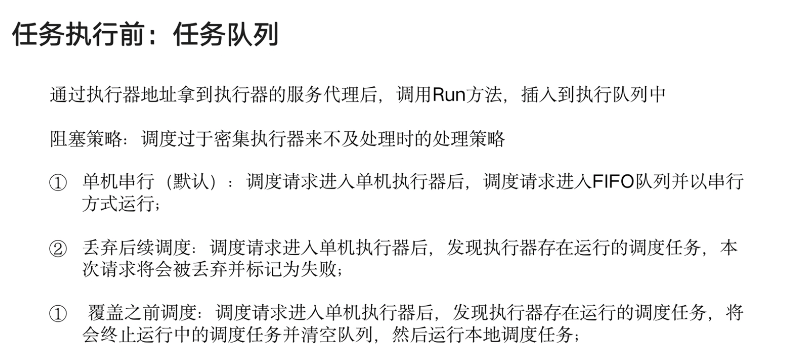 任务执行前：任务队列
通过执行器地址拿到执行器的服务代理后，调用Run方法，插入到执行队列中
阻塞策略：调度过于密集执行器来不及处理时的处理策略
① 单机串行（默认）：调度请求进入单机执行器后，调度请求进入FIFO队列并以串行
方式运行；
② 丢弃后续调度：调度请求进入单机执行器后，发现执行器存在运行的调度任务，本
次请求将会被丢弃并标记为失败；
① 覆盖之前调度：调度请求进入单机执行器后，发现执行器存在运行的调度任务，将
会终止运行中的调度任务并清空队列，然后运行本地调度任务；